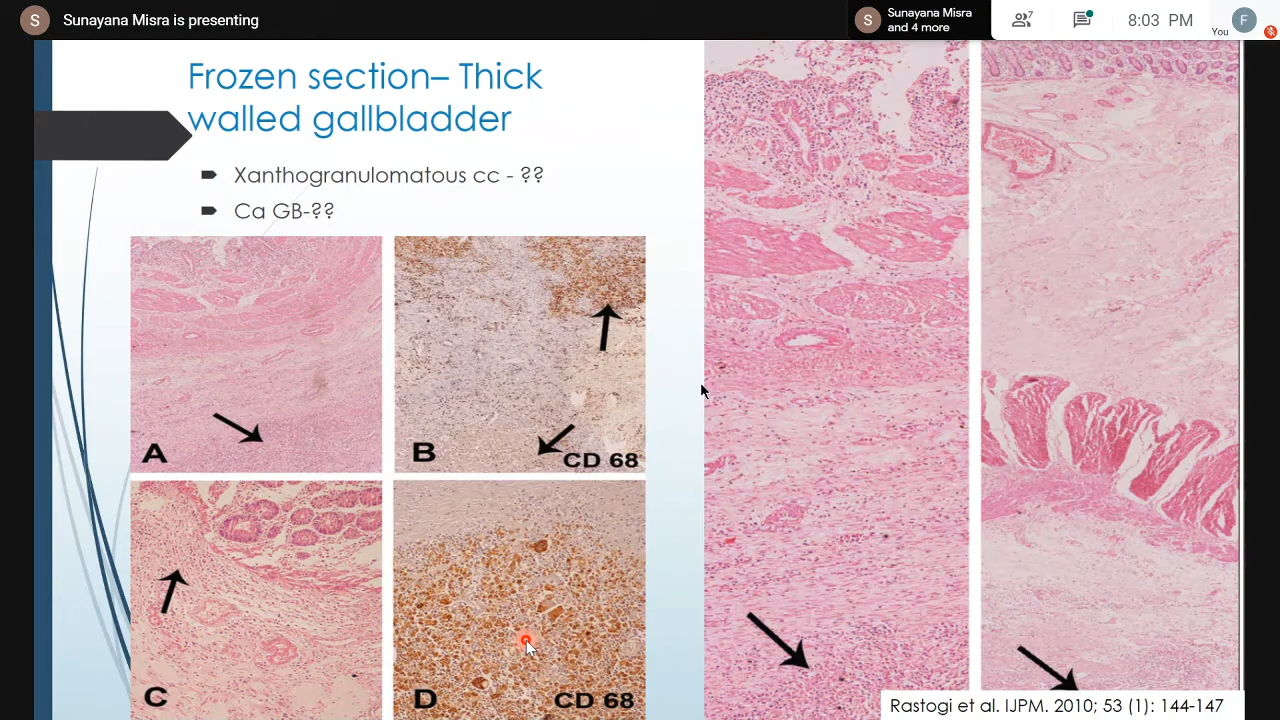 S Sunayana Misra is presenting
S Sunayana Misra
and 4 more
7
8:03 PM
You
F
Frozen section– Thick
walled gallbladder
Xanthogranulomatous cc - ??
Ca GB-??
A
B
CD 68
C
D
CD 68
Rastogi et al. IJPM. 2010; 53 (1): 144-147